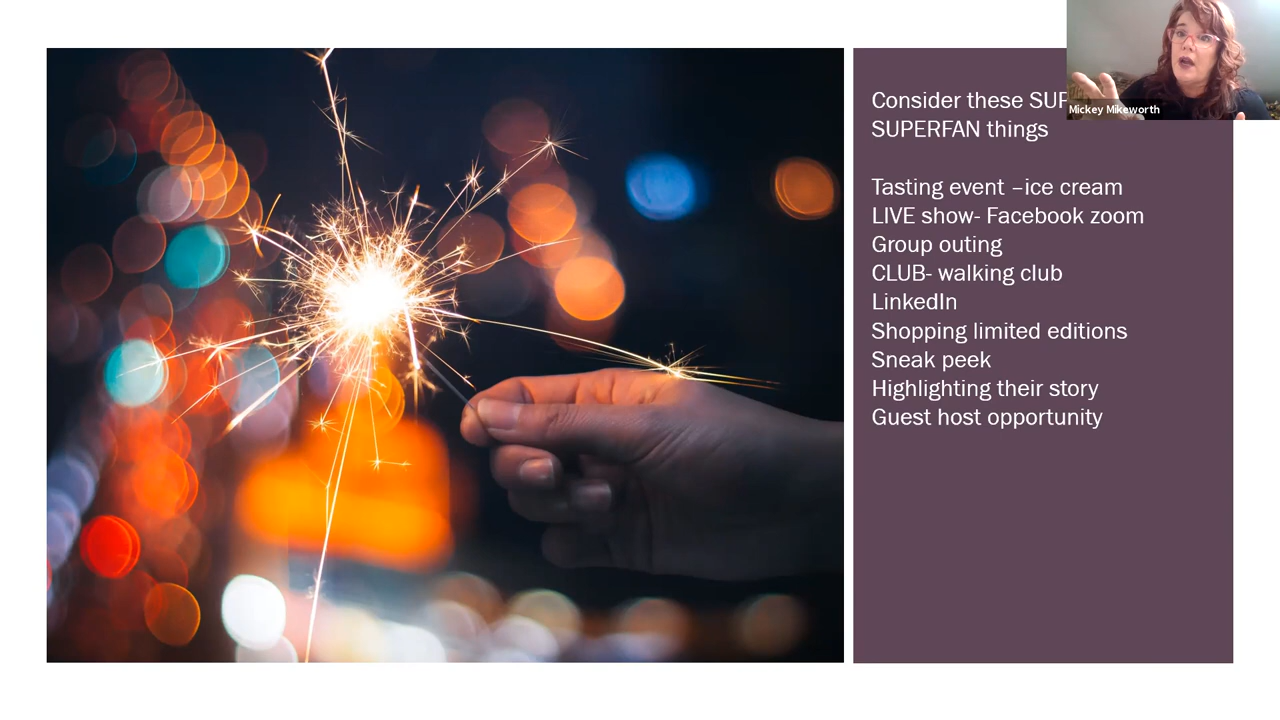 Consider these
SUPERFAN things
Tasting event –ice cream
LIVE show- Facebook zoom
Group outing
CLUB- walking club
LinkedIn
Shopping limited editions
Sneak peek
Highlighting their story
Guest host opportunity
Mickey Mikeworth